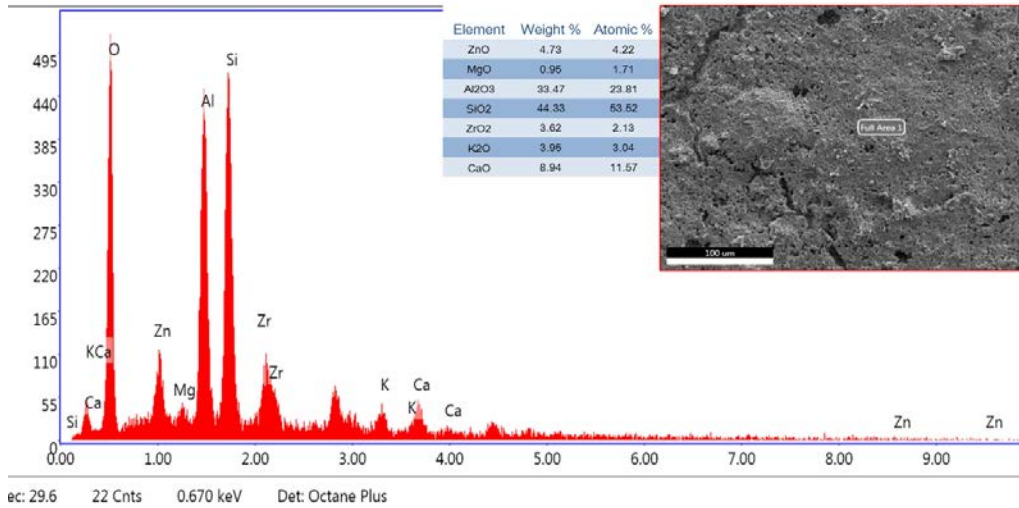 495
440
385
330
275
220
165
110
55
0
O
Al
Si
KCa
Zn
Zr
Zr
Si
Ca
Mg
K
K
Ca
Ca
Zn
Zn
0.00 1.00 2.00 3.00 4.00 5.00 6.00 7.00 8.00 9.00
ec: 29.6 22 Cnts 0.670 keV Det: Octane Plus
Element Weight % Atomic %
ZnO 4.73 4.22
MgO 0.95 1.71
Al2O3 33.47 23.81
SiO2 44.33 53.52
ZrO2 3.62 2.13
K2O 3.95 3.04
CaO 8.94 11.57
Full Area 1
100 um